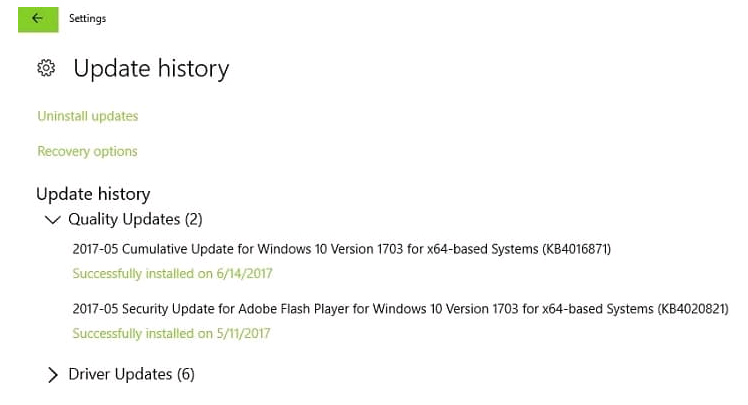 Settings
Update history
Uninstall updates
Recovery options
Update history
Quality Updates (2)
2017-05 Cumulative Update for Windows 10 Version 1703 for x64-based Systems (KB4016871)
Successfully installed on 6/14/2017
2017-05 Security Update for Adobe Flash Player for Windows 10 Version 1703 for x64-based Systems (KB4020821)
Successfully installed on 5/11/2017
Driver Updates (6)